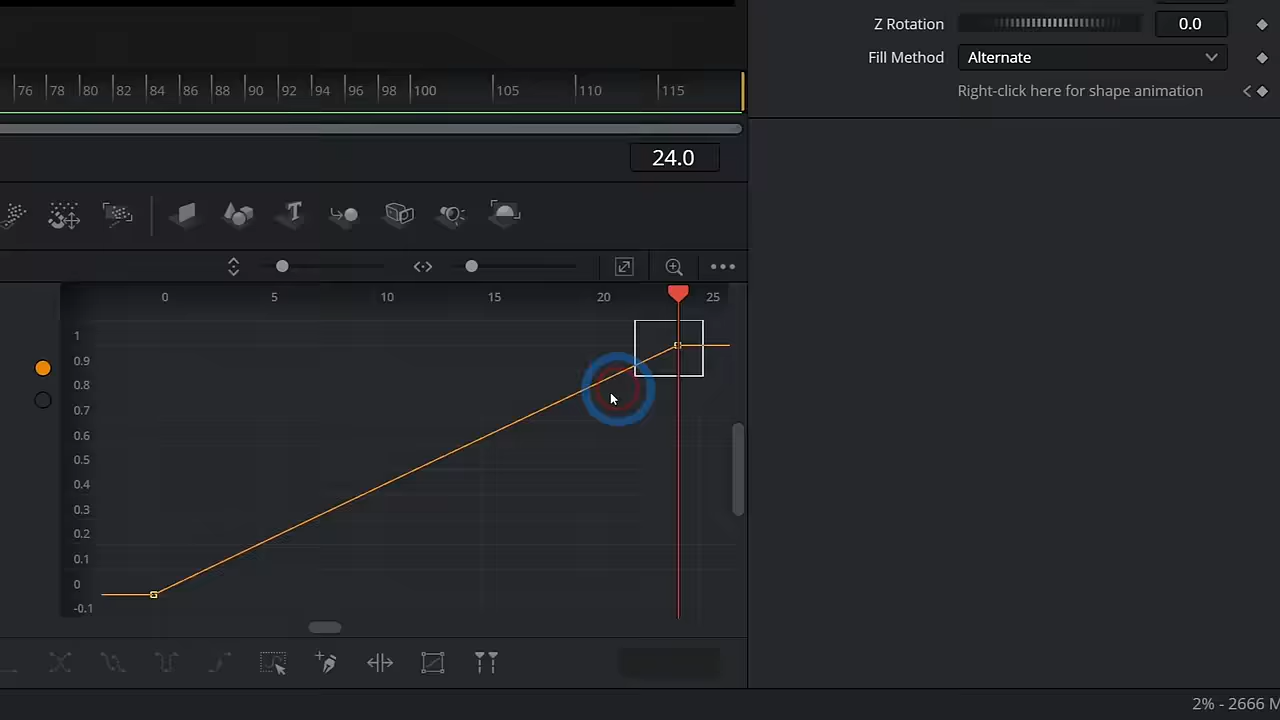 Z Rotation 0.0
Fill Method Alternate
Right-click here for shape animation
76 78 80 82 84 86 88 90 92 94 96 98 100 105 110 115
24.0
0 5 10 15 20 25
1
0.9
0.8
0.7
0.6
0.5
0.4
0.3
0.2
0.1
0
-0.1
2% - 2666 M